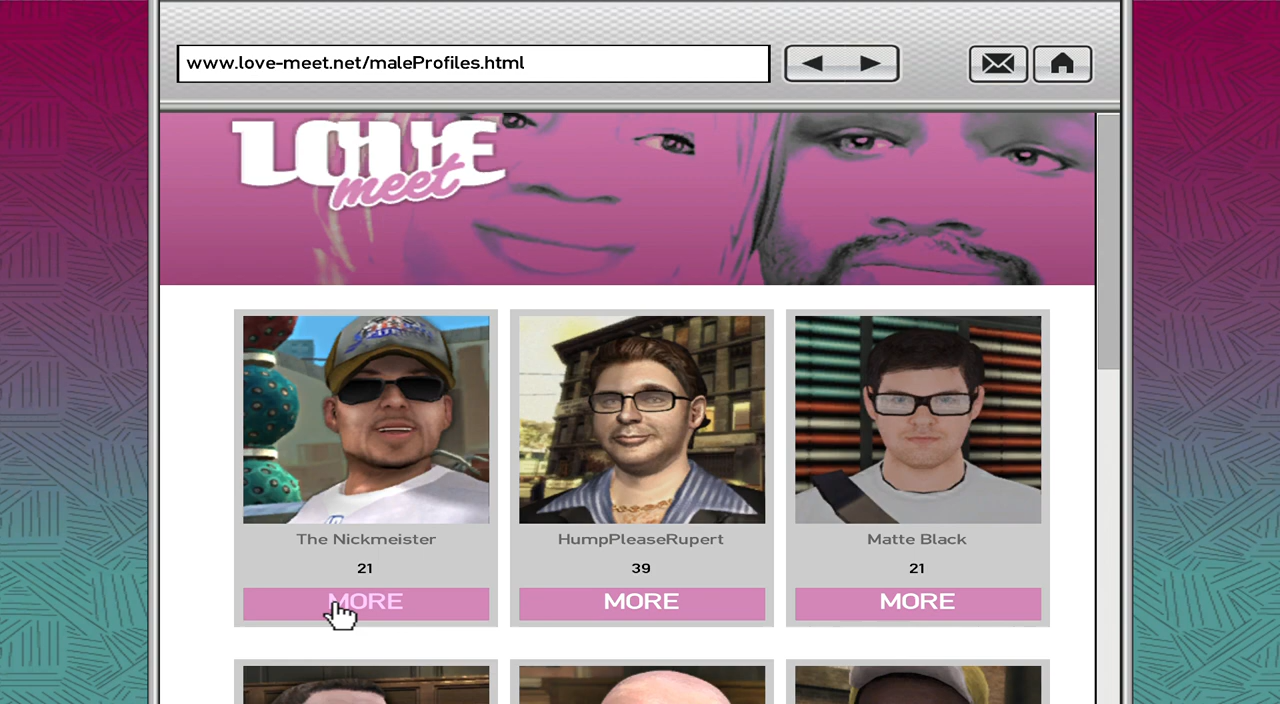 www.love-meet.net/maleProfiles.html
LOVE
meet
The Nickmeister
21
MORE
HumpPleaseRupert
39
MORE
Matte Black
21
MORE